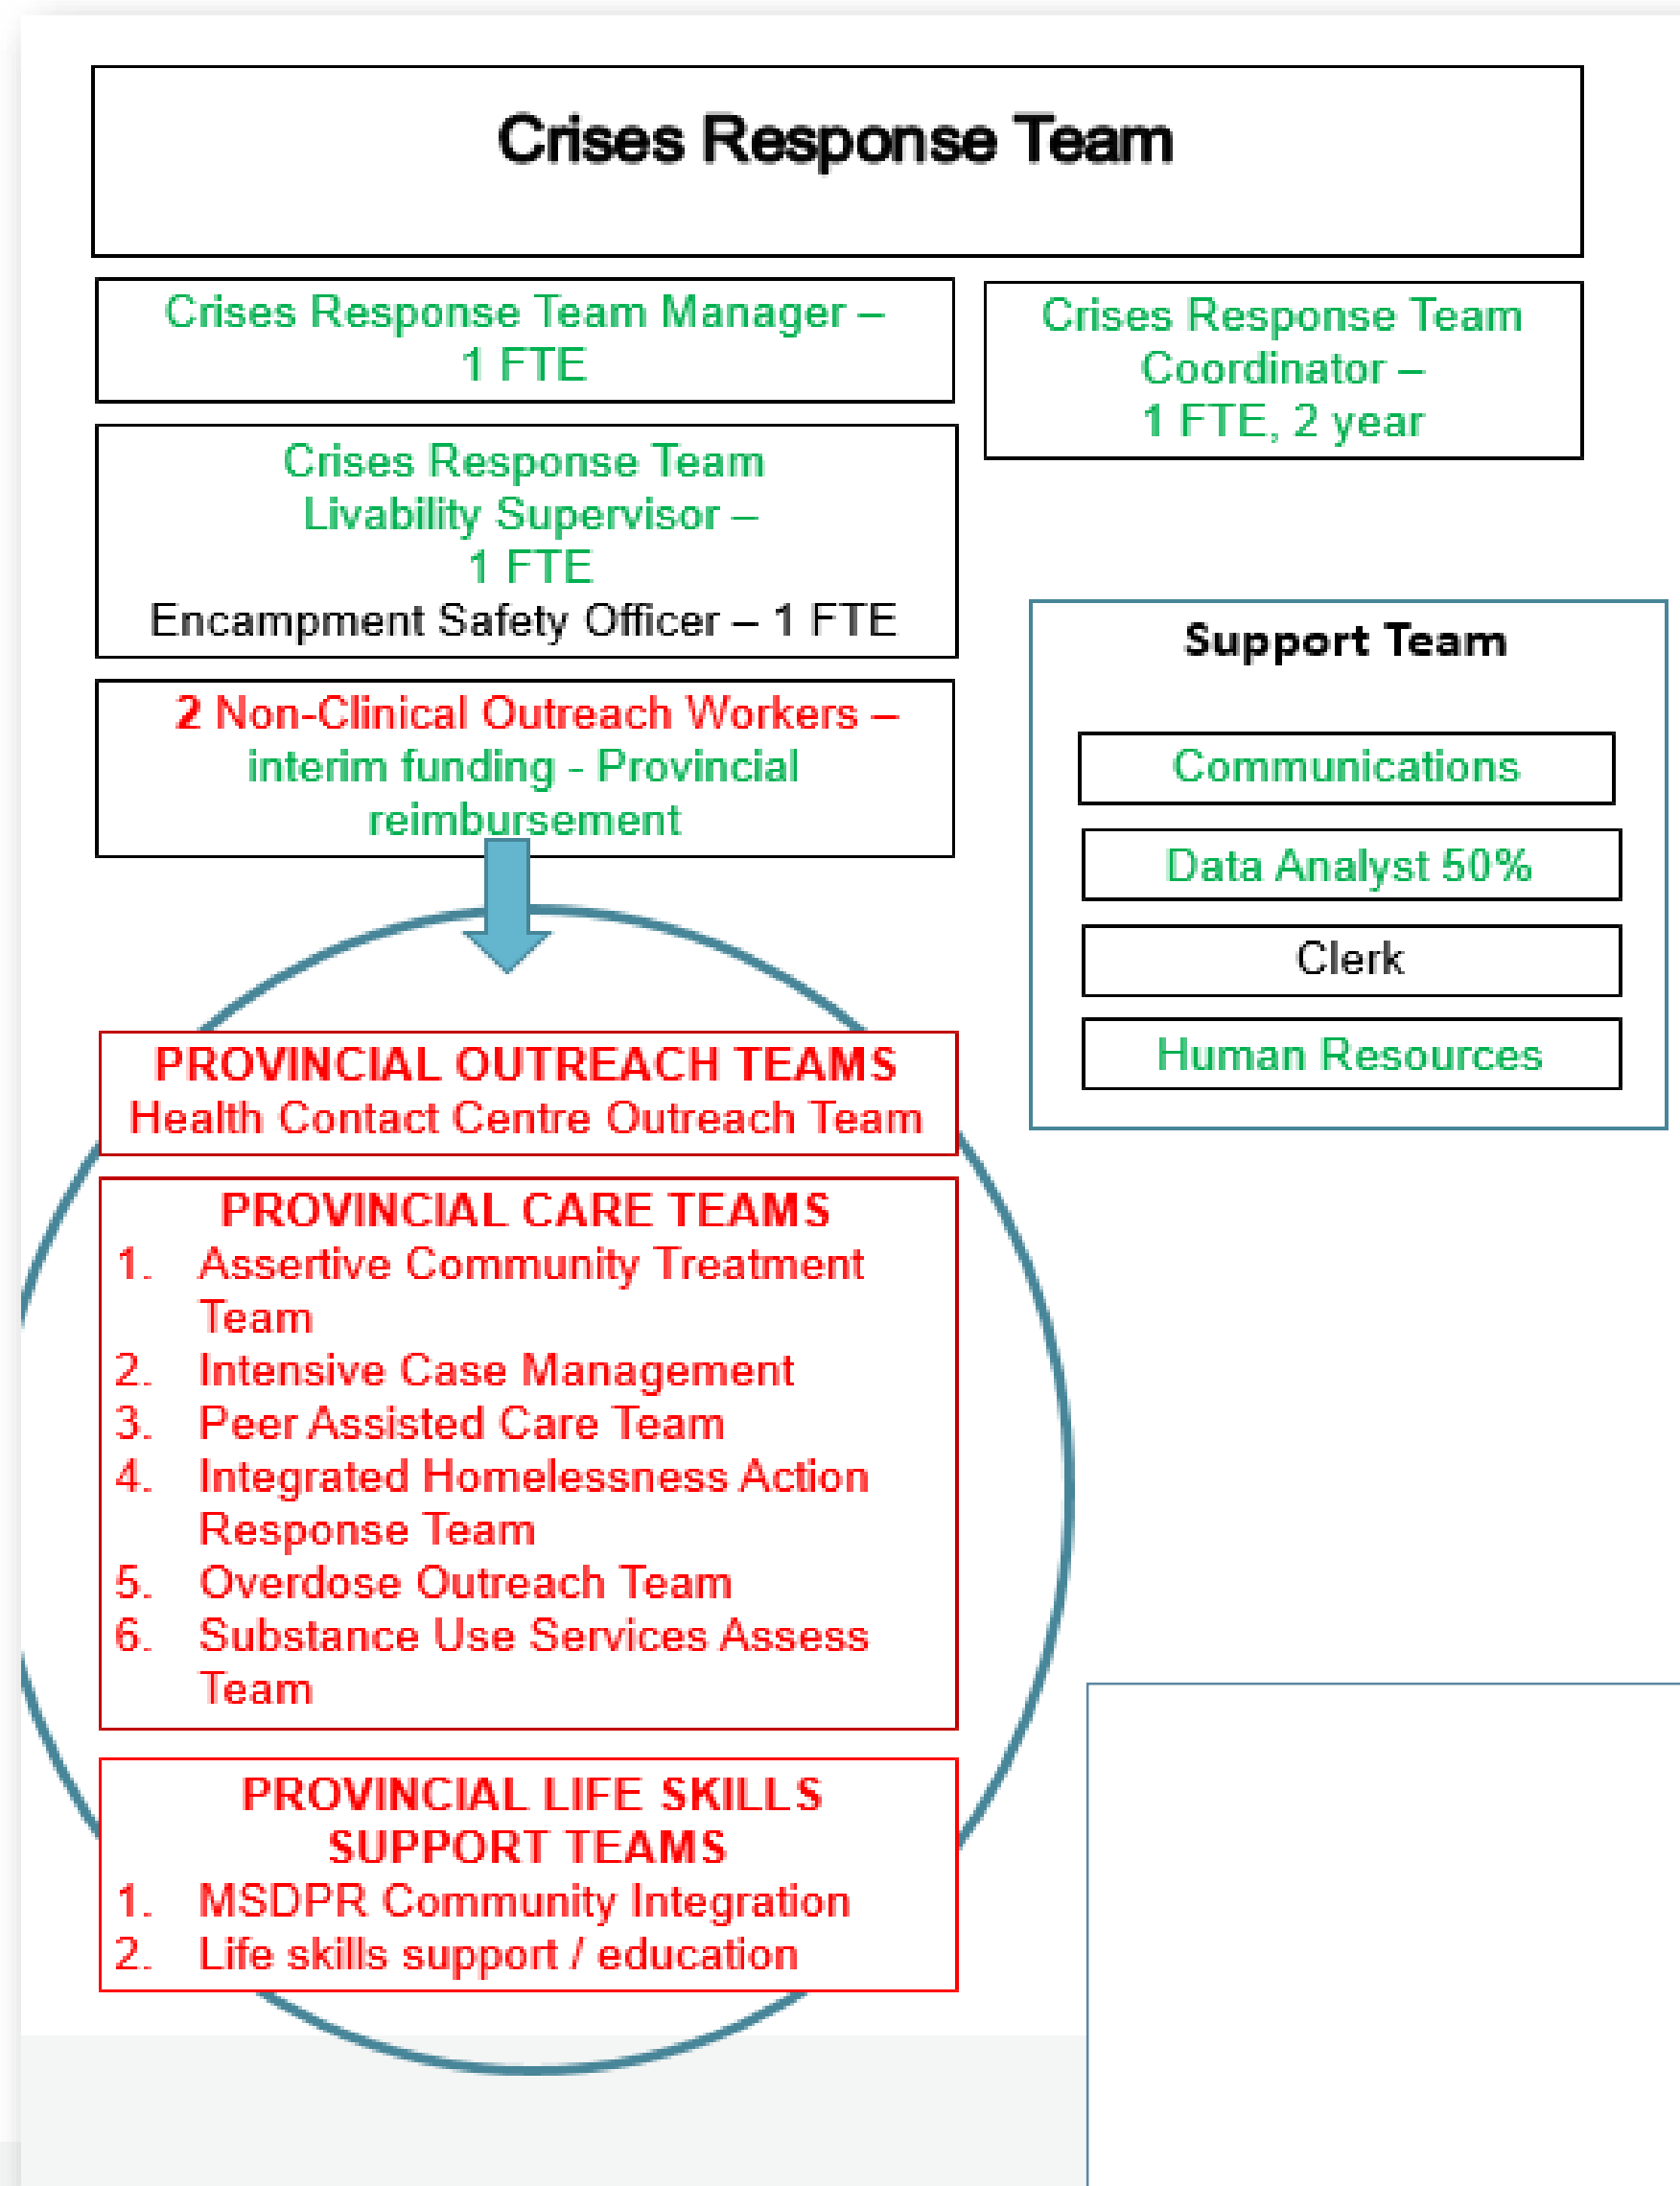 Crises Response Team
Crises Response Team Manager –
1 FTE
Crises Response Team
Coordinator –
1 FTE, 2 year
Crises Response Team
Livability Supervisor –
1 FTE
Encampment Safety Officer – 1 FTE
2 Non-Clinical Outreach Workers –
interim funding - Provincial
reimbursement
Support Team
Communications
Data Analyst 50%
Clerk
Human Resources
PROVINCIAL OUTREACH TEAMS
Health Contact Centre Outreach Team
PROVINCIAL CARE TEAMS
1. Assertive Community Treatment
Team
2. Intensive Case Management
3. Peer Assisted Care Team
4. Integrated Homelessness Action
Response Team
5. Overdose Outreach Team
6. Substance Use Services Assess
Team
PROVINCIAL LIFE SKILLS
SUPPORT TEAMS
1. MSDPR Community Integration
2. Life skills support / education